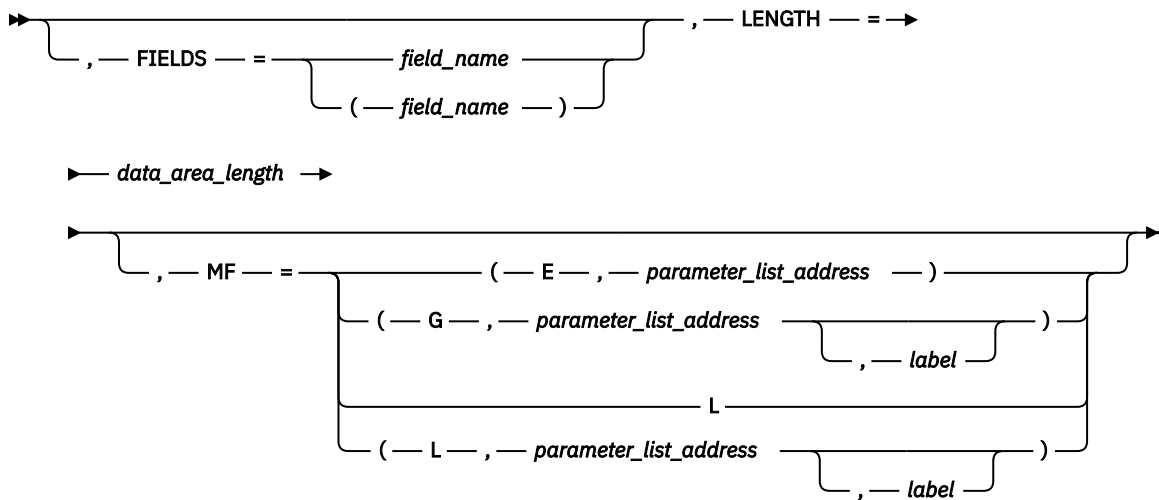 , LENGTH =
, FIELDS = field_name
( field_name )
data_area_length
, MF = ( E , parameter_list_address )
( G , parameter_list_address )
, label
L
( L , parameter_list_address )
, label